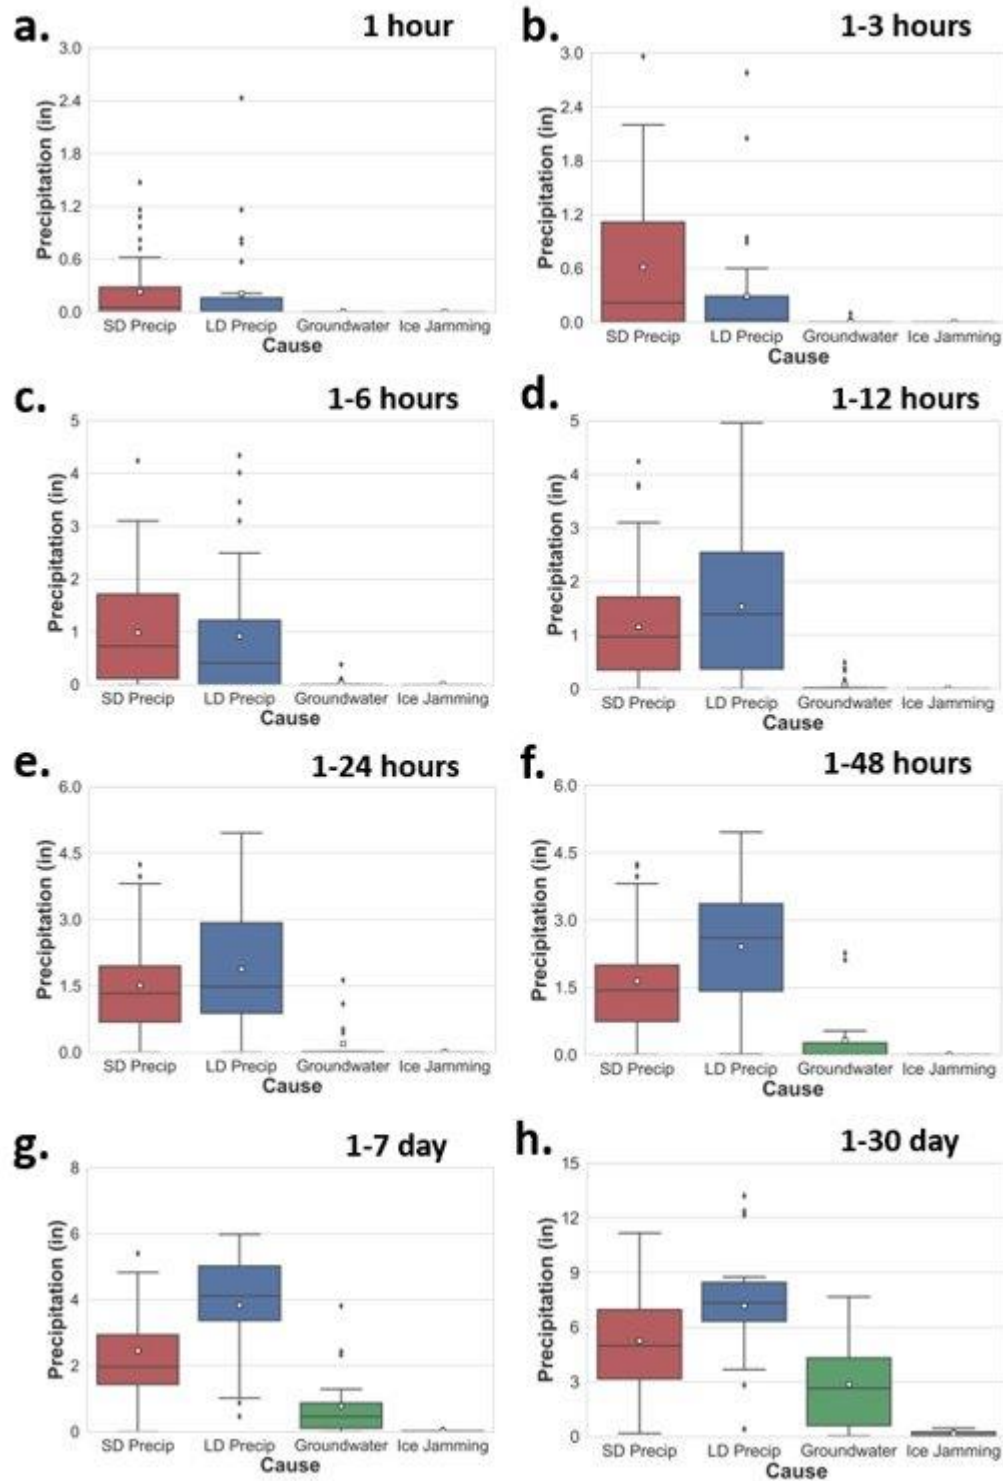 a. 1 hour
3.0
2.4
1.8
1.2
0.6
0.0
Precipitation (in)
SD Precip LD Precip Groundwater Ice Jamming
Cause
b. 1-3 hours
3.0
2.4
1.8
1.2
0.6
0.0
Precipitation (in)
SD Precip LD Precip Groundwater Ice Jamming
Cause
c. 1-6 hours
5
4
3
2
1
0
Precipitation (in)
SD Precip LD Precip Groundwater Ice Jamming
Cause
d. 1-12 hours
5
4
3
2
1
0
Precipitation (in)
SD Precip LD Precip Groundwater Ice Jamming
Cause
e. 1-24 hours
6.0
4.5
3.0
1.5
0.0
Precipitation (in)
SD Precip LD Precip Groundwater Ice Jamming
Cause
f. 1-48 hours
6.0
4.5
3.0
1.5
0.0
Precipitation (in)
SD Precip LD Precip Groundwater Ice Jamming
Cause
g. 1-7 day
8
6
4
2
0
Precipitation (in)
SD Precip LD Precip Groundwater Ice Jamming
Cause
h. 1-30 day
15
12
9
6
3
0
Precipitation (in)
SD Precip LD Precip Groundwater Ice Jamming
Cause